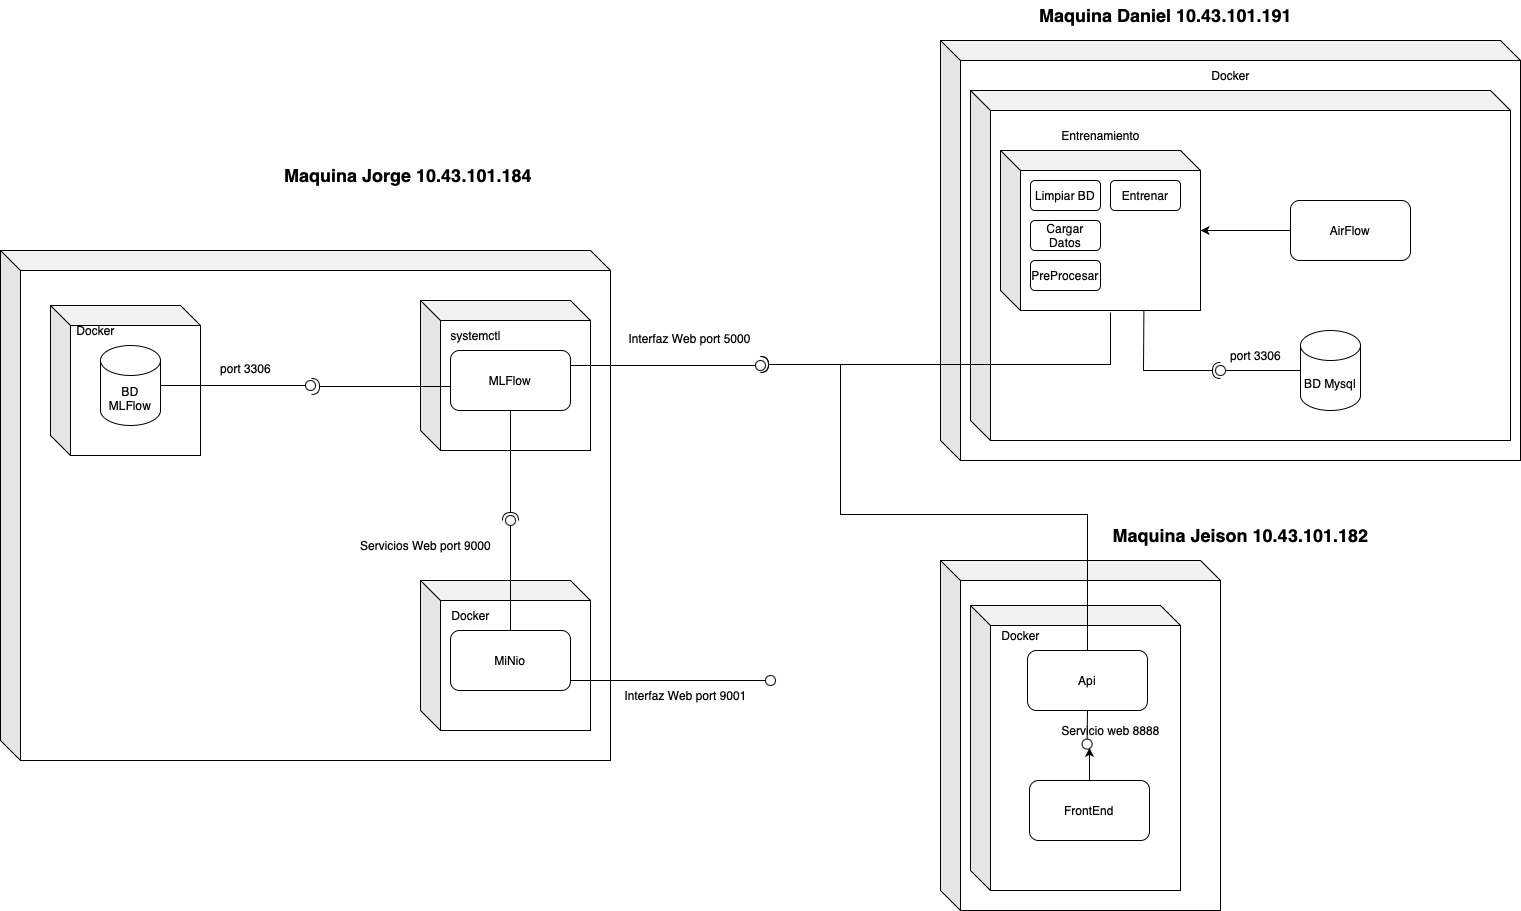 Maquina Daniel 10.43.101.191
Docker
Entrenamiento
Limpiar BD
Entrenar
Cargar
Datos
PreProcesar
AirFlow
port 3306
BD Mysql
Maquina Jorge 10.43.101.184
Docker
BD
MLFlow
port 3306
systemctl
MLFlow
Interfaz Web port 5000
Servicios Web port 9000
Docker
MiNio
Interfaz Web port 9001
Maquina Jeison 10.43.101.182
Docker
Api
Servicio web 8888
FrontEnd